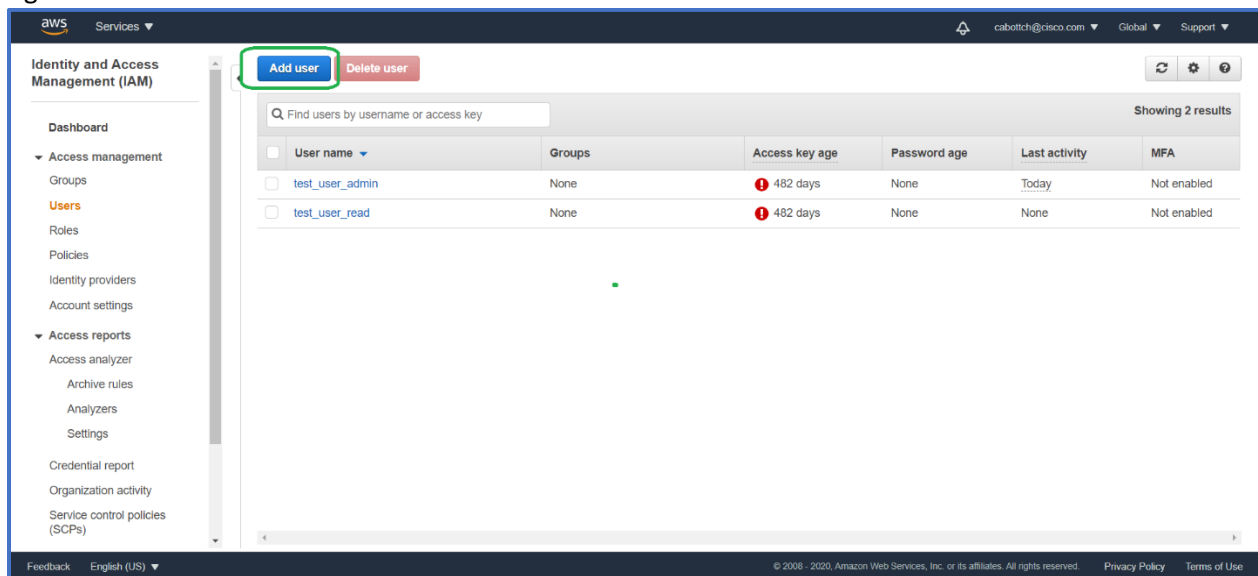 aws Services ▼ cabottch@cisco.com ▼ Global ▼ Support ▼
Identity and Access
Management (IAM)
Dashboard
Access management
Groups
Users
Roles
Policies
Identity providers
Account settings
Access reports
Access analyzer
Archive rules
Analyzers
Settings
Credential report
Organization activity
Service control policies
(SCPs)
Add user Delete user
Find users by username or access key Showing 2 results
User name Groups Access key age Password age Last activity MFA
test_user_admin None 482 days None Today Not enabled
test_user_read None 482 days None None Not enabled
Feedback English (US) ▼ © 2008 - 2020, Amazon Web Services, Inc. or its affiliates. All rights reserved. Privacy Policy Terms of Use